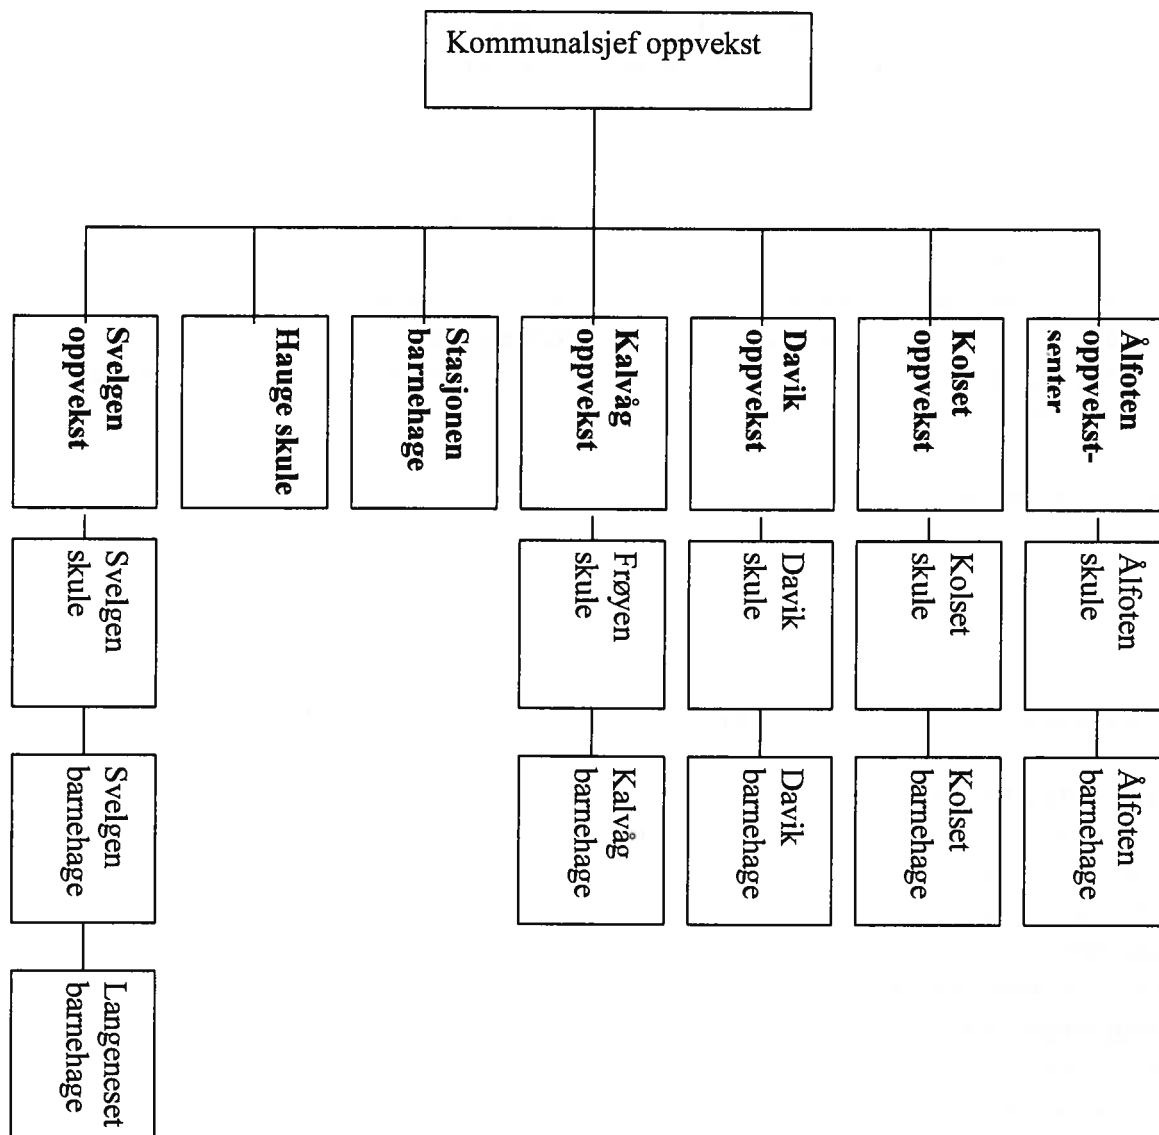 Kommunalsjef oppvekst
Svelgen
oppvekst
Hauge skule
Stasjonen
barnehage
Kalvåg
oppvekst
Davik
oppvekst
Kolset
oppvekst
Ålfoten
oppvekst-
senter
Svelgen
skule
Frøyen
skule
Davik
skule
Kolset
skule
Ålfoten
skule
Svelgen
barnehage
Kalvåg
barnehage
Davik
barnehage
Kolset
barnehage
Ålfoten
barnehage
Langeneset
barnehage